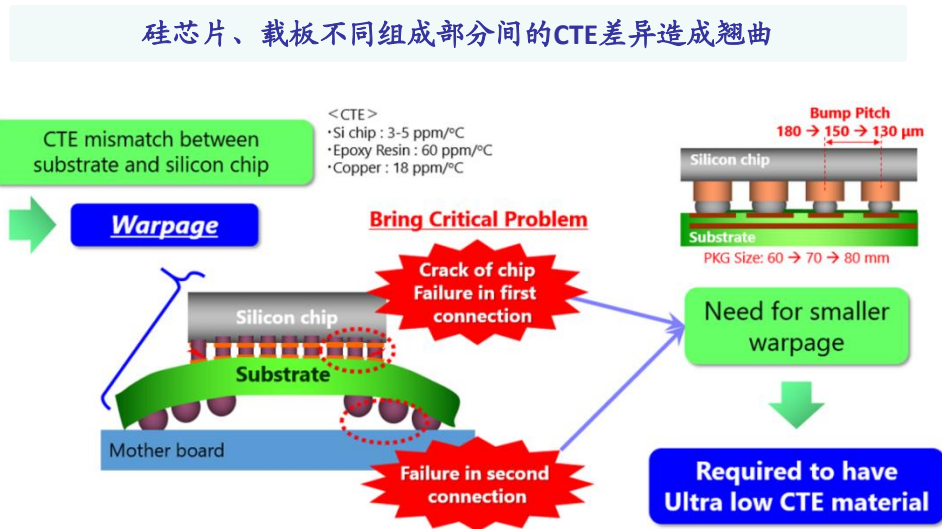 硅芯片、载板不同组成部分间的CTE差异造成翘曲
CTE mismatch between
substrate and silicon chip
＜CTE＞
･Si chip : 3-5 ppm/℃
･Epoxy Resin : 60 ppm/℃
･Copper : 18 ppm/℃
Warpage
Bring Critical Problem
Crack of chip
Failure in first
connection
Silicon chip
Substrate
Mother board
Failure in second
connection
Bump Pitch
180 → 150 → 130 μm
Silicon chip
Substrate
PKG Size: 60 → 70 → 80 mm
Need for smaller
warpage
Required to have
Ultra low CTE material